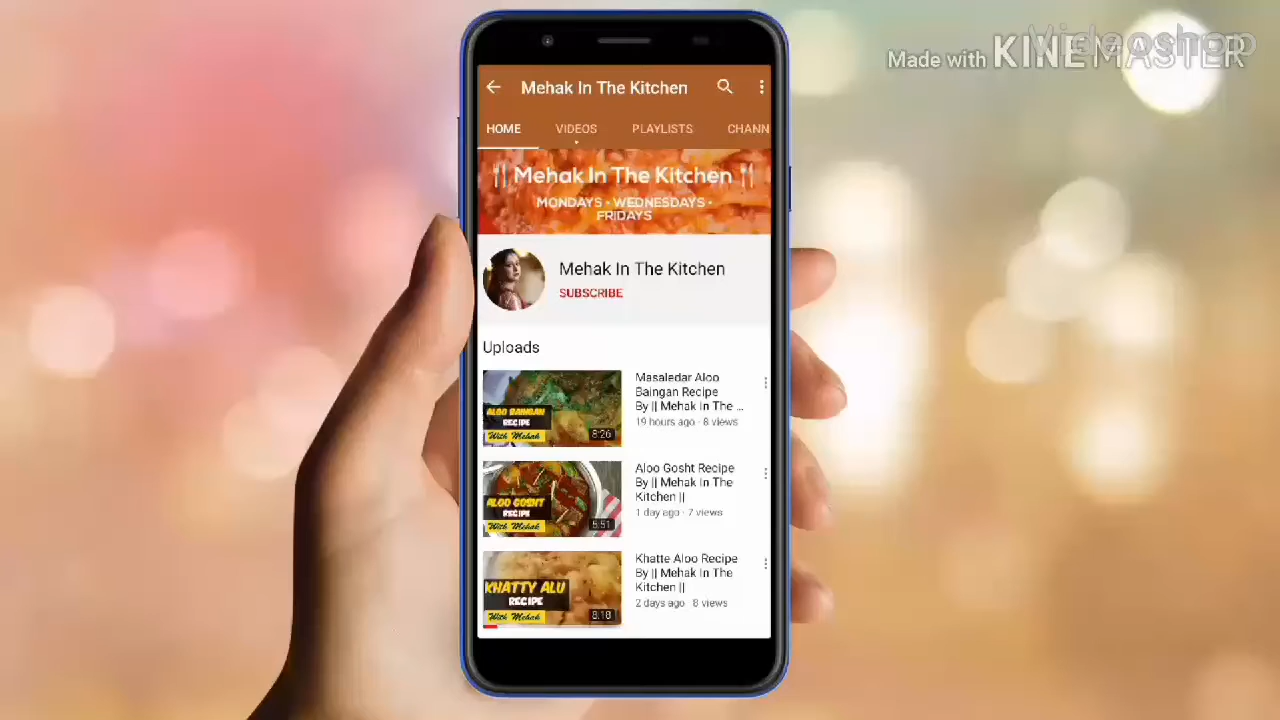 Made with KINEMASTER
Videoshop
Mehak In The Kitchen
HOME VIDEOS PLAYLISTS CHANN
Mehak In The Kitchen
MONDAYS • WEDNESDAYS •
FRIDAYS
Mehak In The Kitchen
SUBSCRIBE
Uploads
ALOO BAINGAN
RECIPE
With Mehak
8:26
Masaledar Aloo
Baingan Recipe
By || Mehak In The ...
19 hours ago · 8 views
ALOO GOSHT
RECIPE
With Mehak
5:51
Aloo Gosht Recipe
By || Mehak In The
Kitchen ||
1 day ago · 7 views
KHATTY ALU
RECIPE
With Mehak
8:18
Khatte Aloo Recipe
By || Mehak In The
Kitchen ||
2 days ago · 8 views